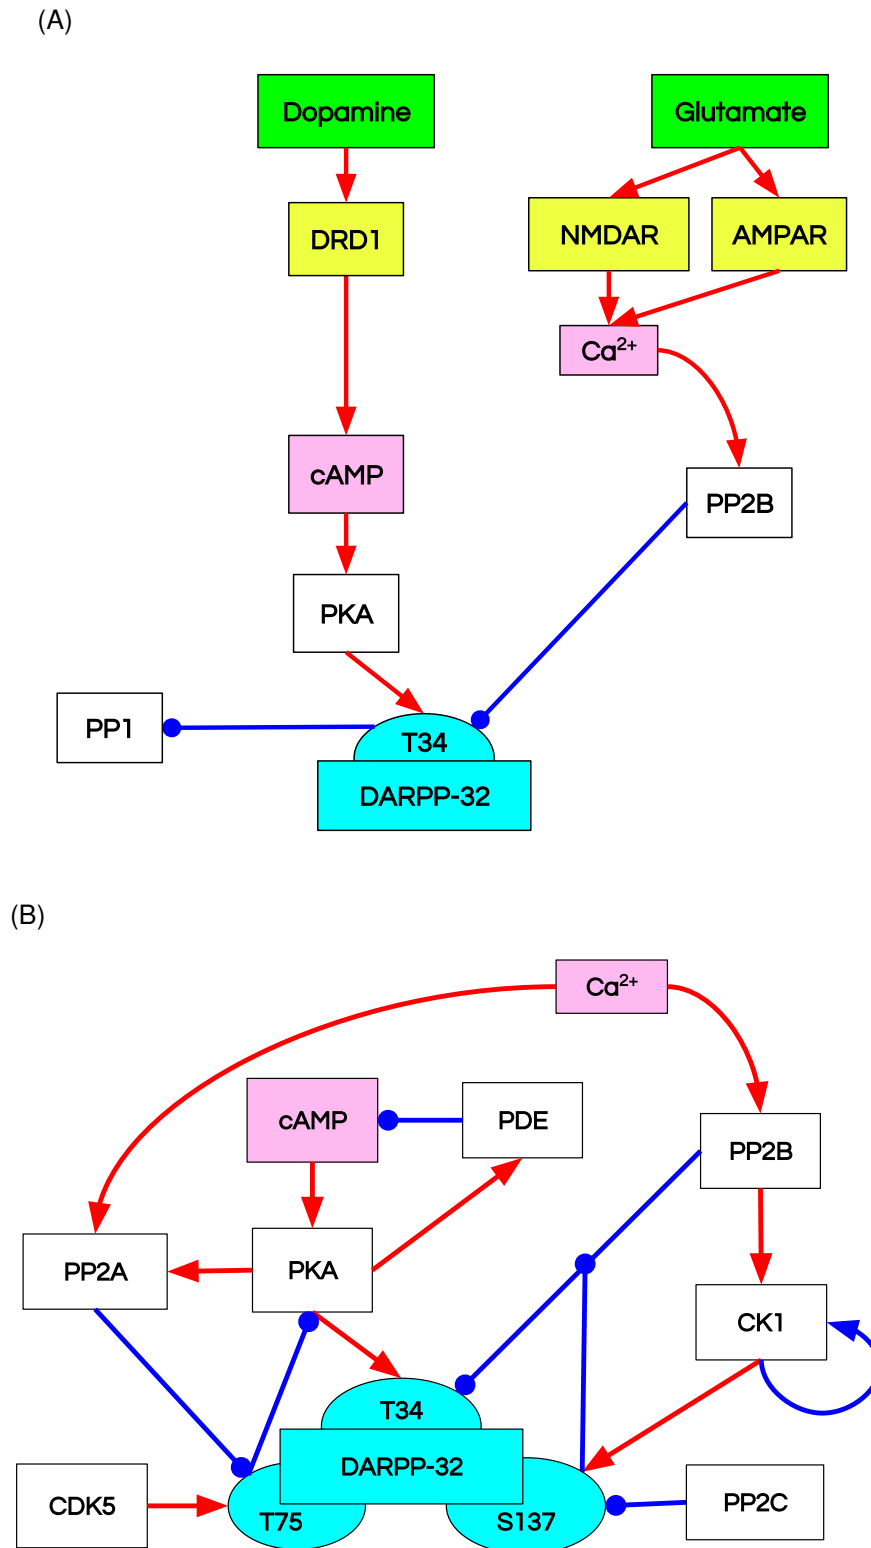 (A)
Dopamine
Glutamate
DRD1
NMDAR
AMPAR
Ca²⁺
cAMP
PP2B
PKA
PP1
T34
DARPP-32
(B)
Ca²⁺
cAMP
PDE
PP2B
PP2A
PKA
CK1
T34
DARPP-32
CDK5
T75
S137
PP2C